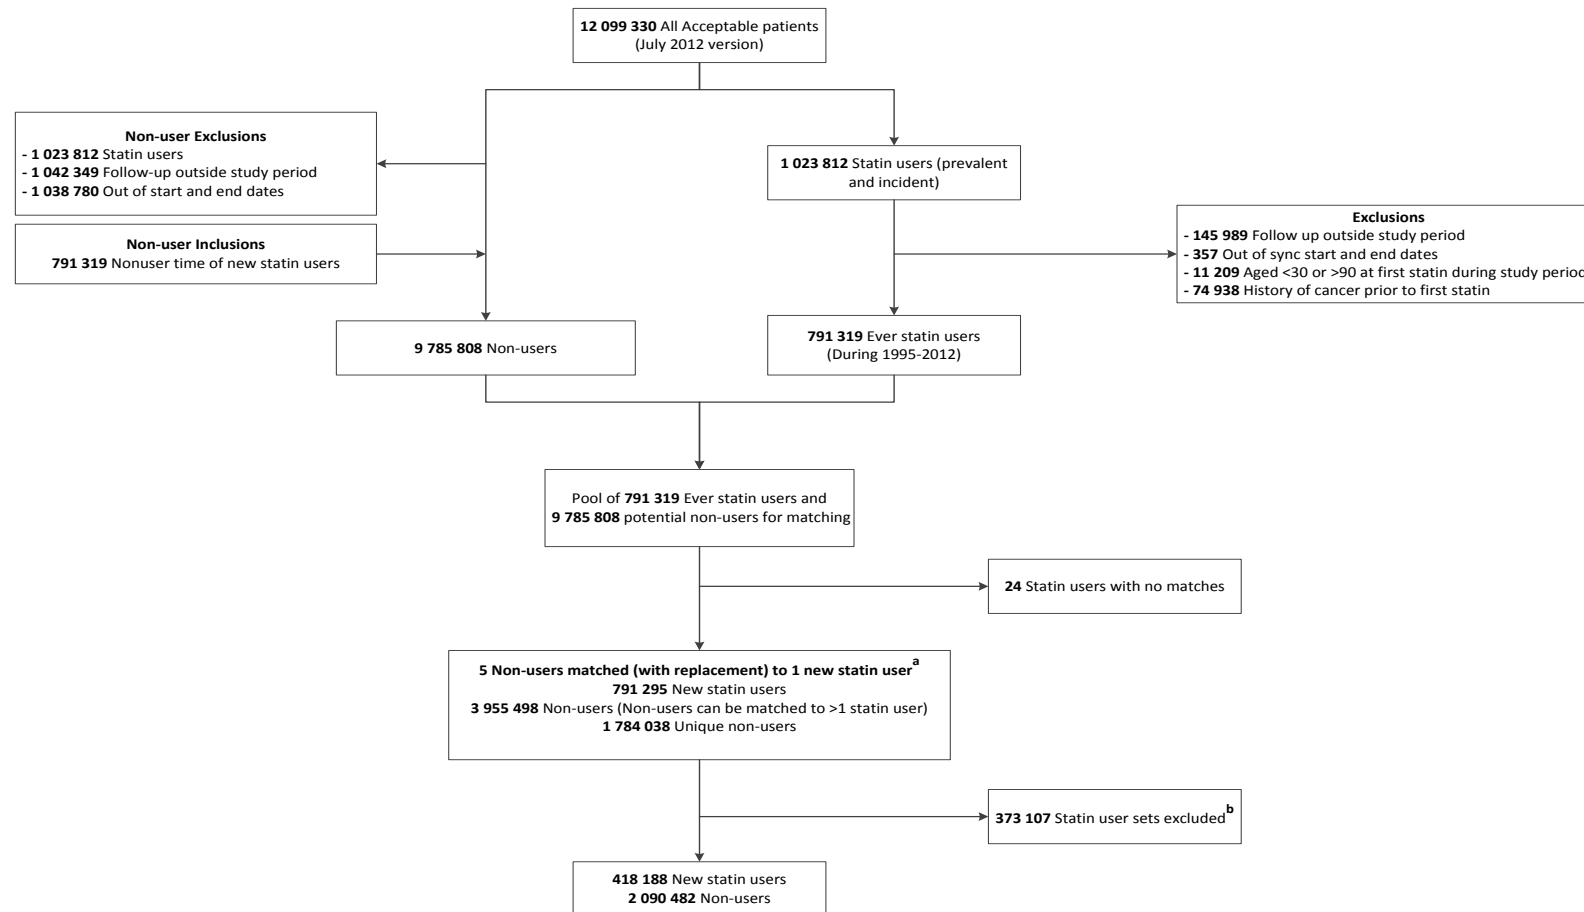 12 099 330 All Acceptable patients
(July 2012 version)
Non-user Exclusions
- 1 023 812 Statin users
- 1 042 349 Follow-up outside study period
- 1 038 780 Out of start and end dates
1 023 812 Statin users (prevalent
and incident)
Non-user Inclusions
791 319 Nonuser time of new statin users
Exclusions
- 145 989 Follow up outside study period
- 357 Out of sync start and end dates
- 11 209 Aged <30 or >90 at first statin during study period
- 74 938 History of cancer prior to first statin
9 785 808 Non-users
791 319 Ever statin users
(During 1995-2012)
Pool of 791 319 Ever statin users and
9 785 808 potential non-users for matching
24 Statin users with no matches
5 Non-users matched (with replacement) to 1 new statin user a
791 295 New statin users
3 955 498 Non-users (Non-users can be matched to >1 statin user)
1 784 038 Unique non-users
373 107 Statin user sets excluded b
418 188 New statin users
2 090 482 Non-users